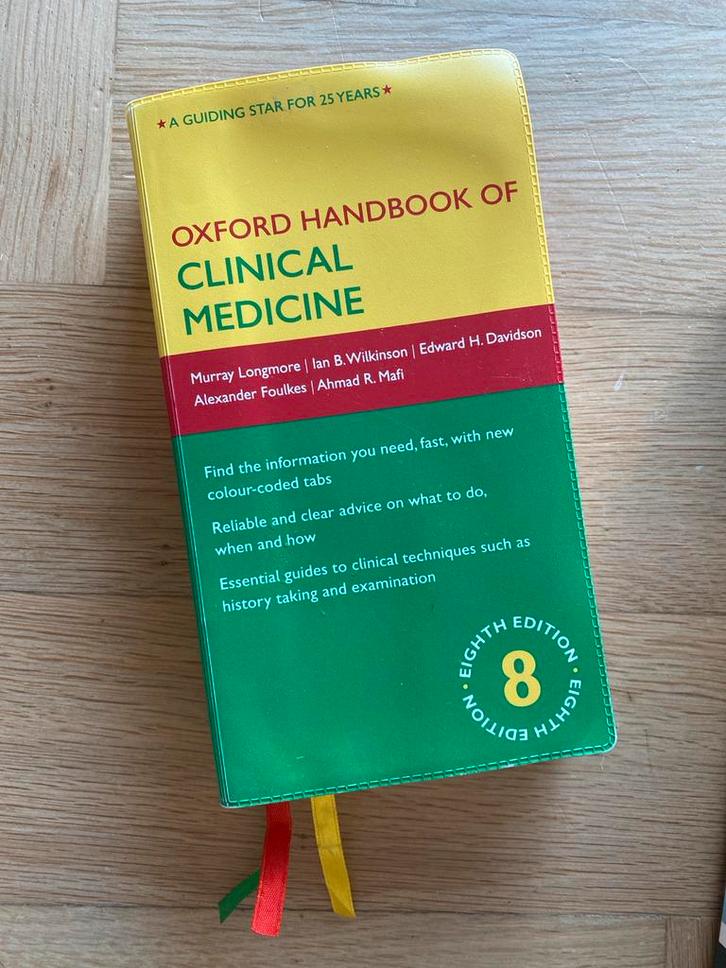 ★A GUIDING STAR FOR 25 YEARS★
OXFORD HANDBOOK OF
CLINICAL
MEDICINE
Murray Longmore | Ian B. Wilkinson | Edward H. Davidson
Alexander Foulkes | Ahmad R. Mafi
Find the information you need, fast, with new
colour-coded tabs
Reliable and clear advice on what to do,
when and how
Essential guides to clinical techniques such as
history taking and examination
EIGHTH EDITION • EIGHTH EDITION •
8